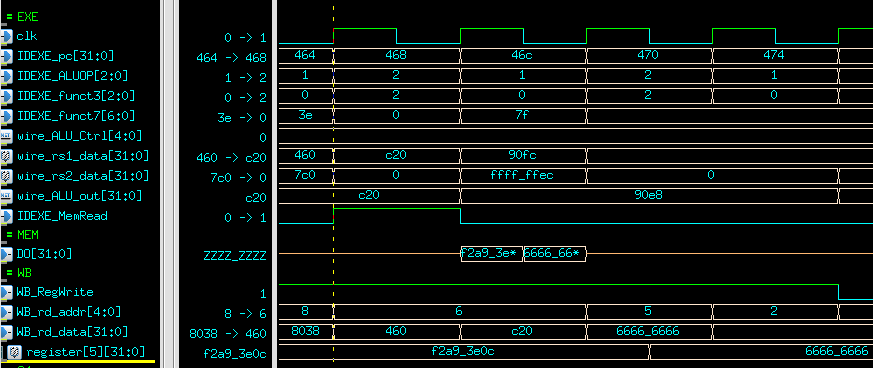 = EXE
clk 0 -> 1
IDEXE_pc[31:0] 464 -> 468 464 468 46c 470 474
IDEXE_ALUOP[2:0] 1 -> 2 1 2 1 2 1
IDEXE_funct3[2:0] 0 -> 2 0 2 0 2 0
IDEXE_funct7[6:0] 3e -> 0 3e 0 7f
wire_ALU_Ctrl[4:0] 0
wire_rs1_data[31:0] 460 -> c20 460 c20 90fc
wire_rs2_data[31:0] 7c0 -> 0 7c0 0 ffff_ffec 0
wire_ALU_out[31:0] c20 c20 90e8
IDEXE_MemRead 0 -> 1
= MEM
DO[31:0] ZZZZ_ZZZZ f2a9_3e* 6666_66*
= WB
WB_RegWrite 1
WB_rd_addr[4:0] 8 -> 6 8 6 5 2
WB_rd_data[31:0] 8038 -> 460 8038 460 c20 6666_6666
register[5][31:0] f2a9_3e0c f2a9_3e0c 6666_6666